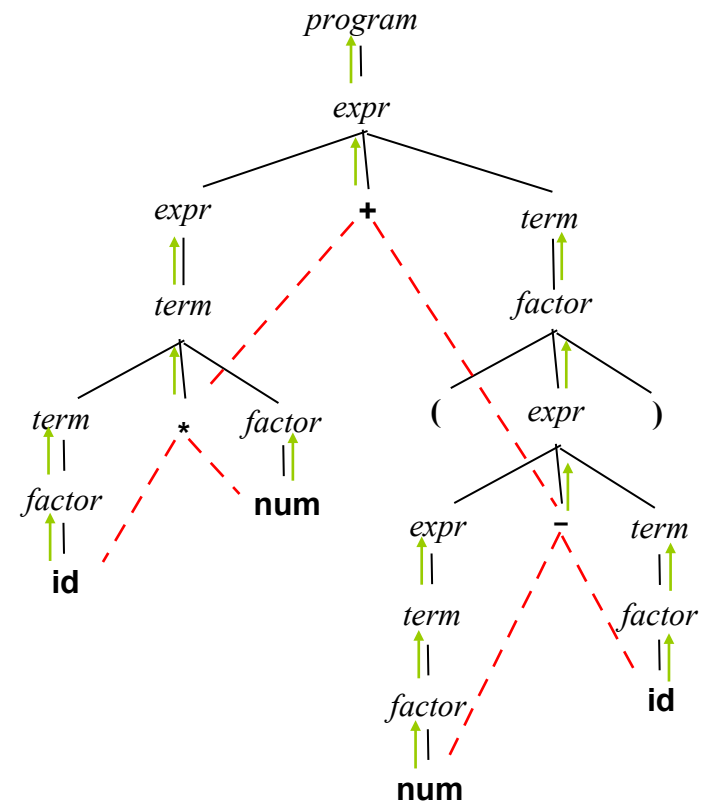 program
expr
expr + term
term factor
term * factor ( expr )
factor num expr – term
id term factor
factor id
num